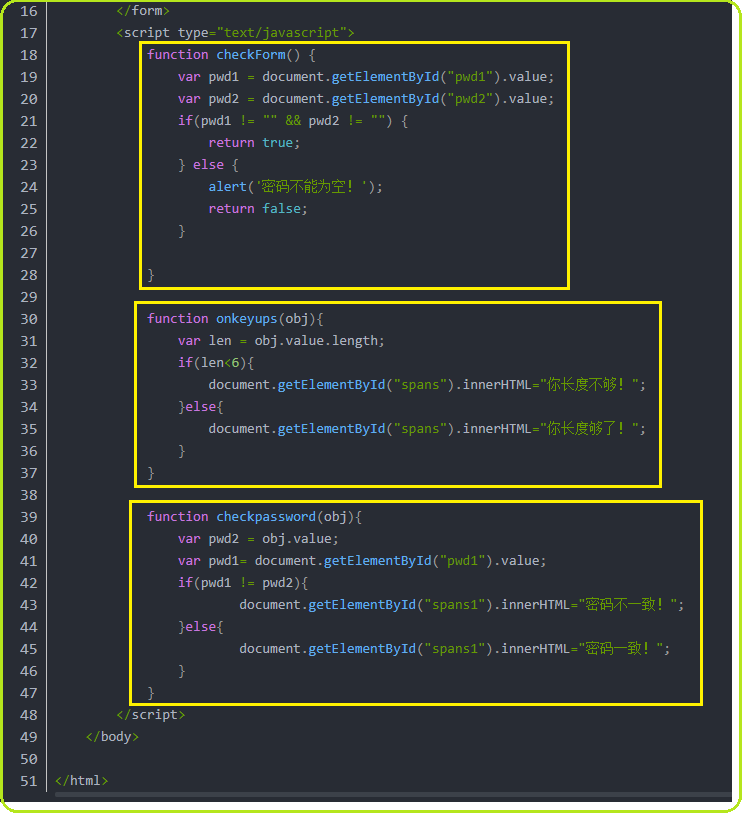 16         </form>
17         <script type="text/javascript">
18             function checkForm() {
19                 var pwd1 = document.getElementById("pwd1").value;
20                 var pwd2 = document.getElementById("pwd2").value;
21                 if(pwd1 != "" && pwd2 != "") {
22                     return true;
23                 } else {
24                     alert('密码不能为空！');
25                     return false;
26                 }
27
28             }
29
30             function onkeyups(obj){
31                 var len = obj.value.length;
32                 if(len<6){
33                     document.getElementById("spans").innerHTML="你长度不够！";
34                 }else{
35                     document.getElementById("spans").innerHTML="你长度够了！";
36                 }
37             }
38
39             function checkpassword(obj){
40                 var pwd2 = obj.value;
41                 var pwd1= document.getElementById("pwd1").value;
42                 if(pwd1 != pwd2){
43                         document.getElementById("spans1").innerHTML="密码不一致！";
44                 }else{
45                         document.getElementById("spans1").innerHTML="密码一致！";
46                 }
47             }
48         </script>
49     </body>
50
51 </html>